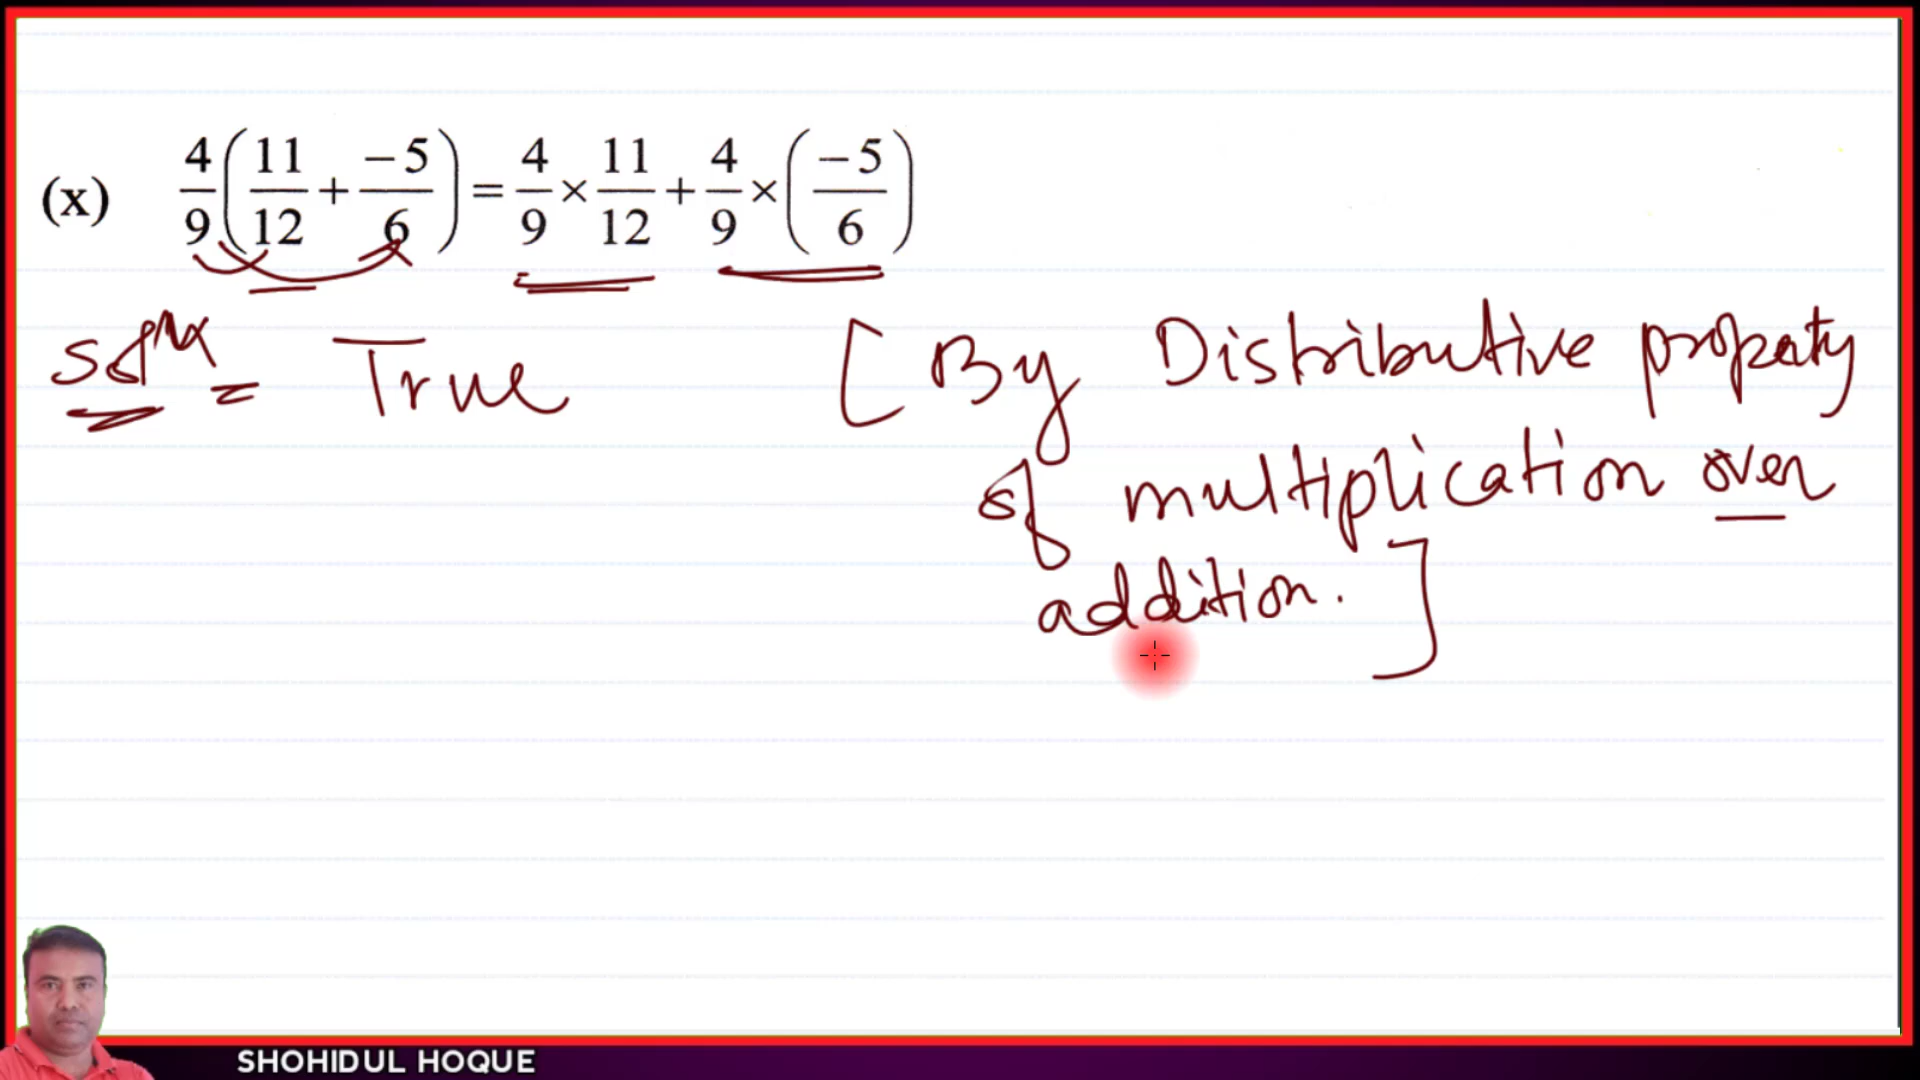 (x) 4/9 (11/12 + -5/6) = 4/9 × 11/12 + 4/9 × (-5/6)
Solⁿ = True [By Distributive property
of multiplication over
addition.]
SHOHIDUL HOQUE